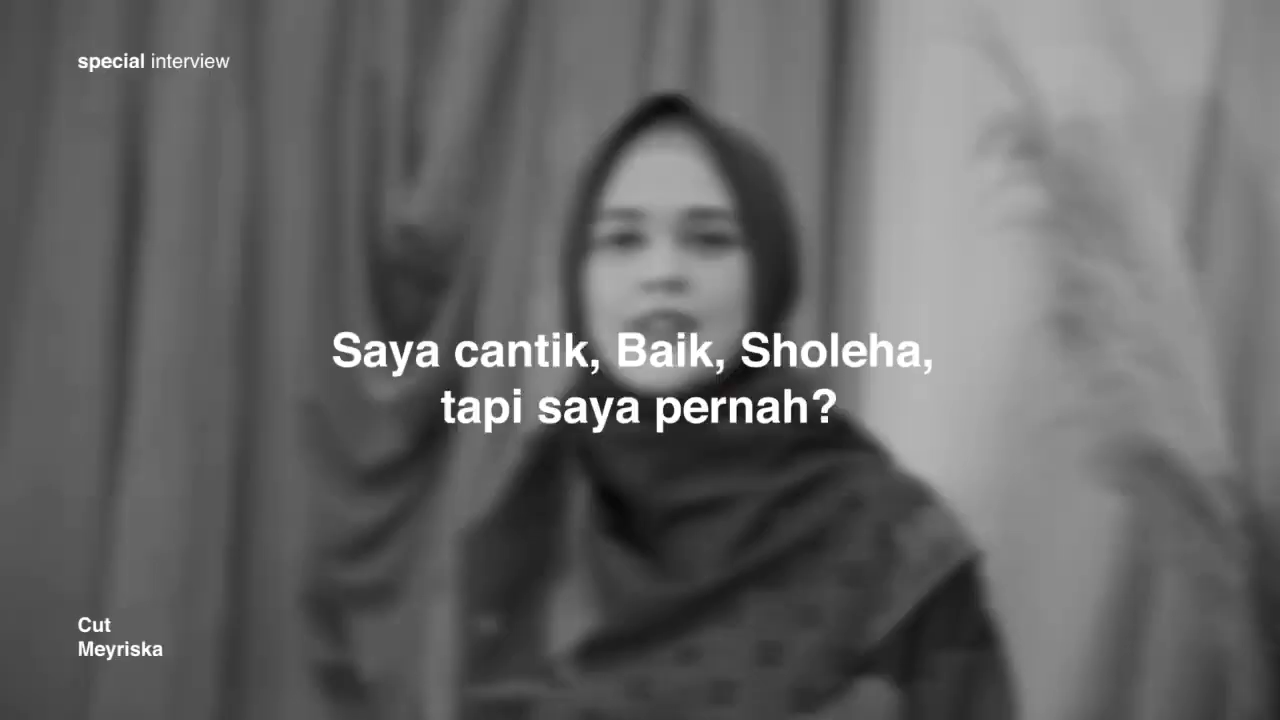 special interview
Saya cantik, Baik, Sholeha,
tapi saya pernah?
Cut
Meyriska